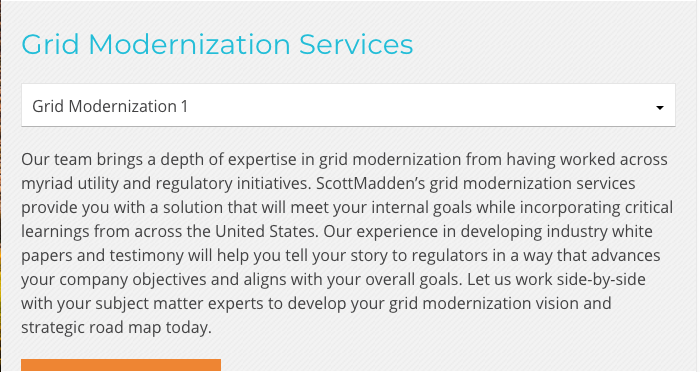 Grid Modernization Services
Grid Modernization 1
Our team brings a depth of expertise in grid modernization from having worked across
myriad utility and regulatory initiatives. ScottMadden’s grid modernization services
provide you with a solution that will meet your internal goals while incorporating critical
learnings from across the United States. Our experience in developing industry white
papers and testimony will help you tell your story to regulators in a way that advances
your company objectives and aligns with your overall goals. Let us work side-by-side
with your subject matter experts to develop your grid modernization vision and
strategic road map today.